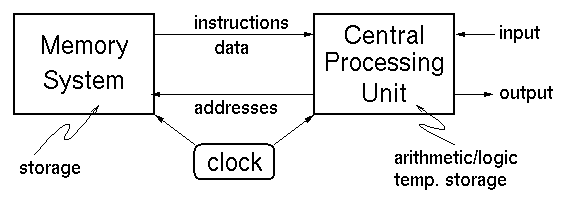 Memory
System
instructions
data
Central
Processing
Unit
input
output
addresses
clock
storage
arithmetic/logic
temp. storage